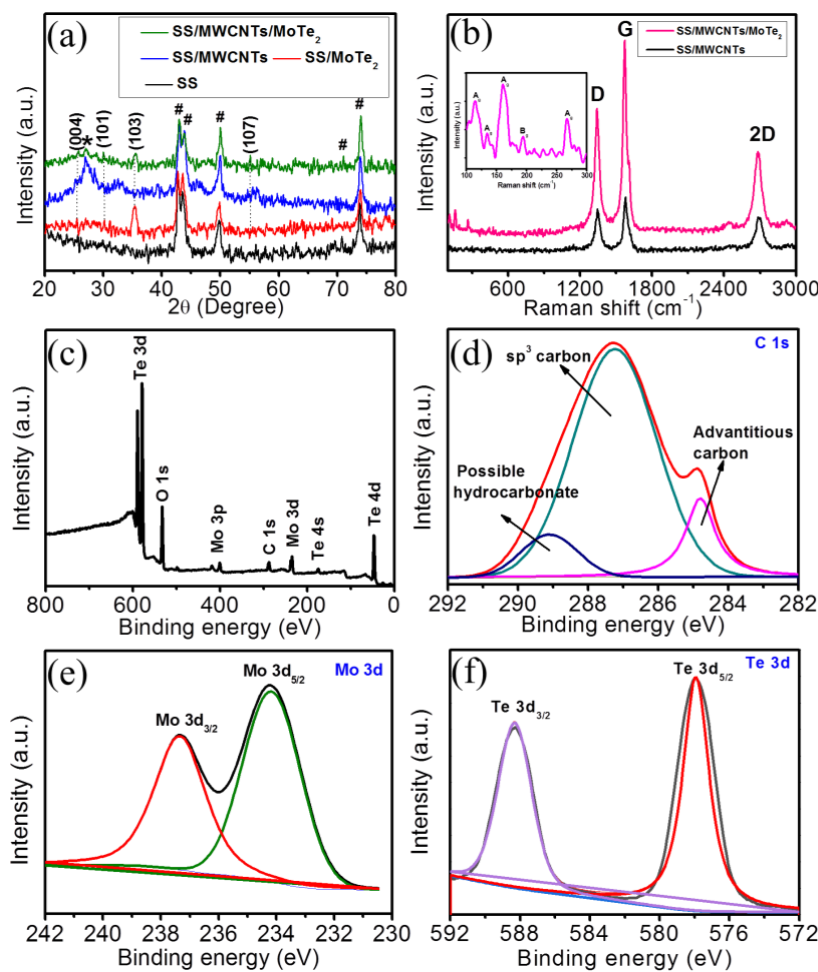 (a)
SS/MWCNTs/MoTe₂
SS/MWCNTs SS/MoTe₂
SS
(004)
*
(101)
(103)
#
#
#
(107)
#
#
Intensity (a.u.)
20 30 40 50 60 70 80
2θ (Degree)
(b)
SS/MWCNTs/MoTe₂
SS/MWCNTs
D
G
2D
Intensity (a.u.)
600 1200 1800 2400 3000
Raman shift (cm⁻¹)
Intensity (a.u.)
100 150 200 250 300
Raman shift (cm⁻¹)
(c)
Te 3d
O 1s
Mo 3p
C 1s
Mo 3d
Te 4s
Te 4d
Intensity (a.u.)
800 600 400 200 0
Binding energy (eV)
(d)
C 1s
sp³ carbon
Advantitious
carbon
Possible
hydrocarbonate
Intensity (a.u.)
292 290 288 286 284 282
Binding energy (eV)
(e)
Mo 3d
Mo 3d₅/₂
Mo 3d₃/₂
Intensity (a.u.)
242 240 238 236 234 232 230
Binding energy (eV)
(f)
Te 3d
Te 3d₅/₂
Te 3d₃/₂
Intensity (a.u.)
592 588 584 580 576 572
Binding energy (eV)